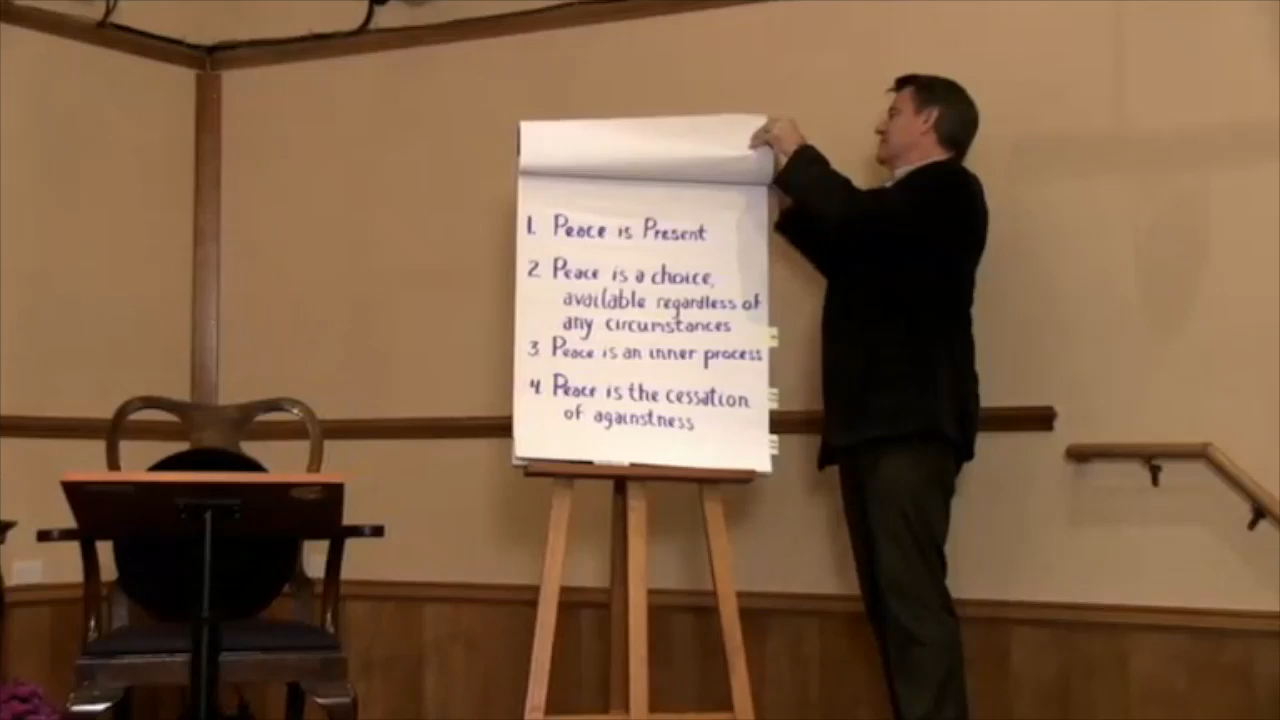 1. Peace is Present
2. Peace is a choice,
available regardless of
any circumstances
3. Peace is an inner process
4. Peace is the cessation
of againstness